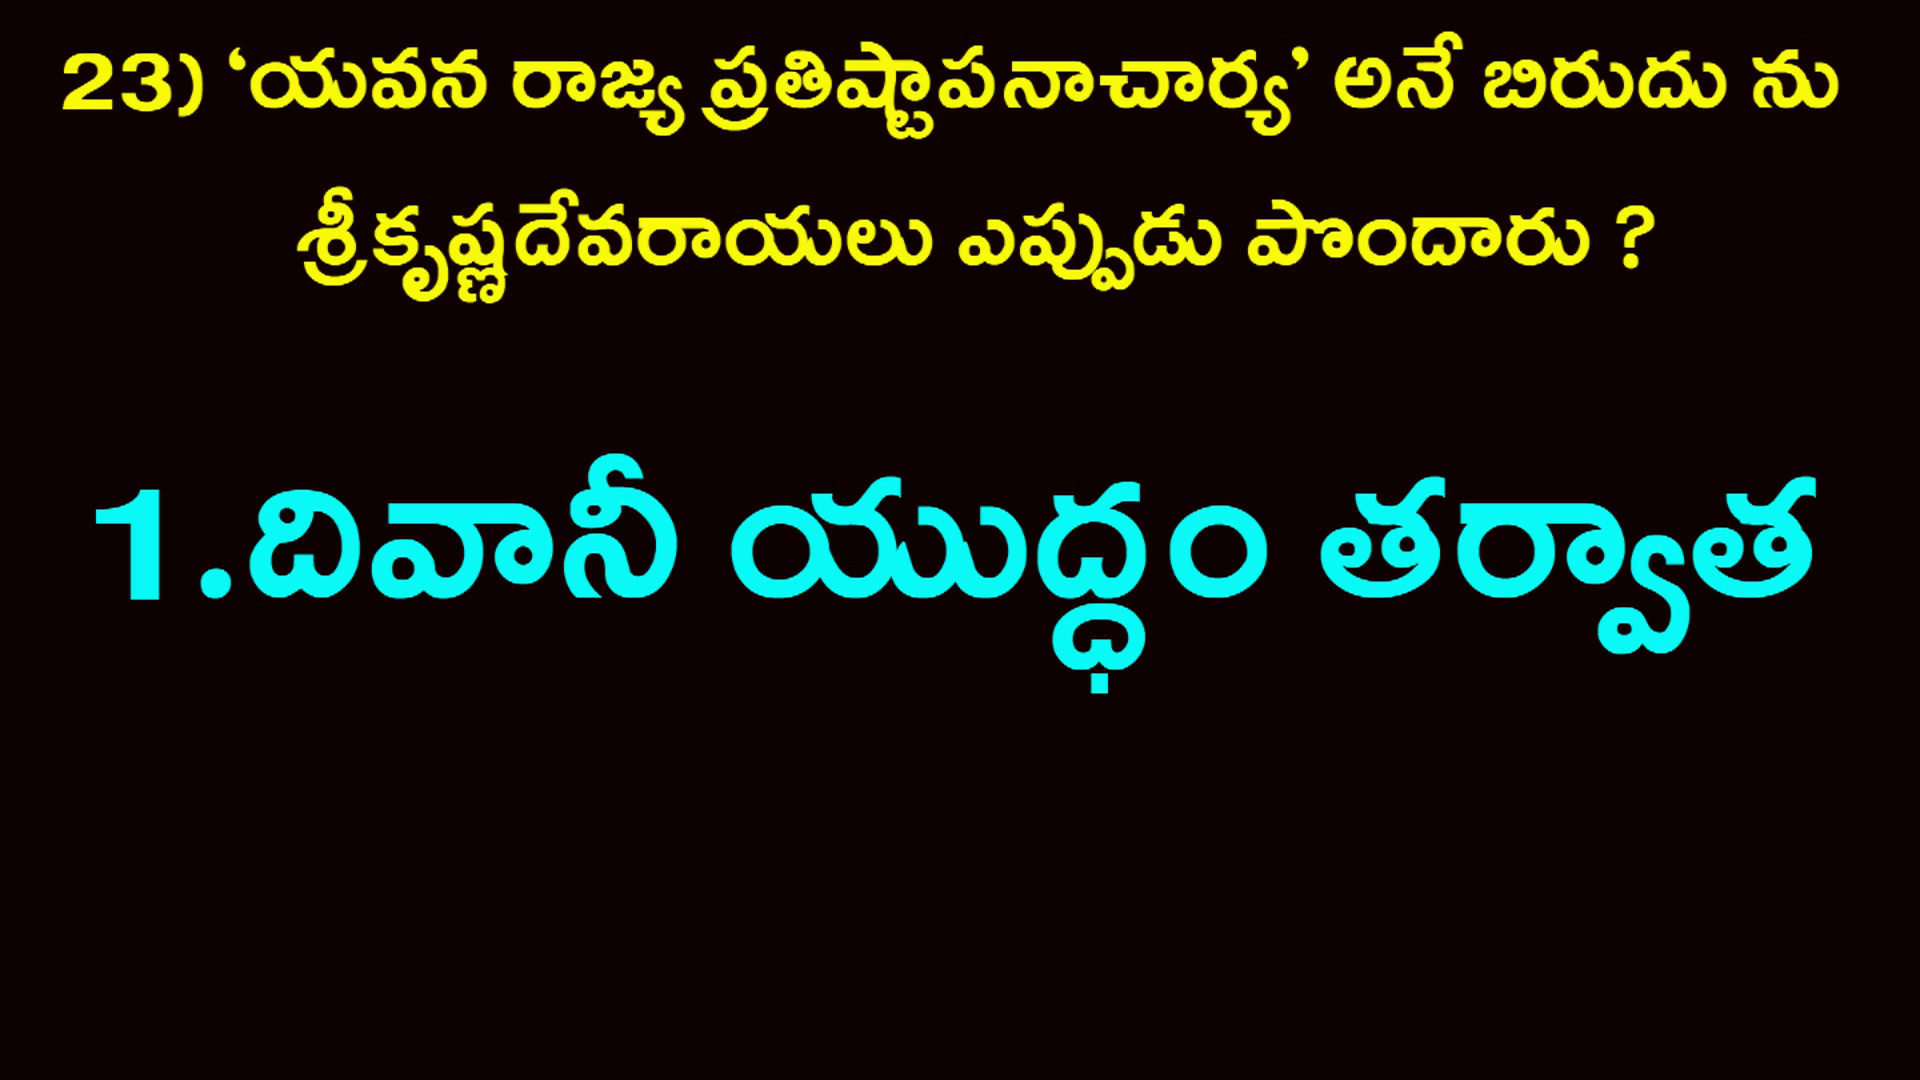 23) ‘యవన రాజ్య ప్రతిష్టాపనాచార్య’ అనే బిరుదు ను
శ్రీకృష్ణదేవరాయలు ఎప్పుడు పొందారు ?
1.దివానీ యుద్ధం తర్వాత